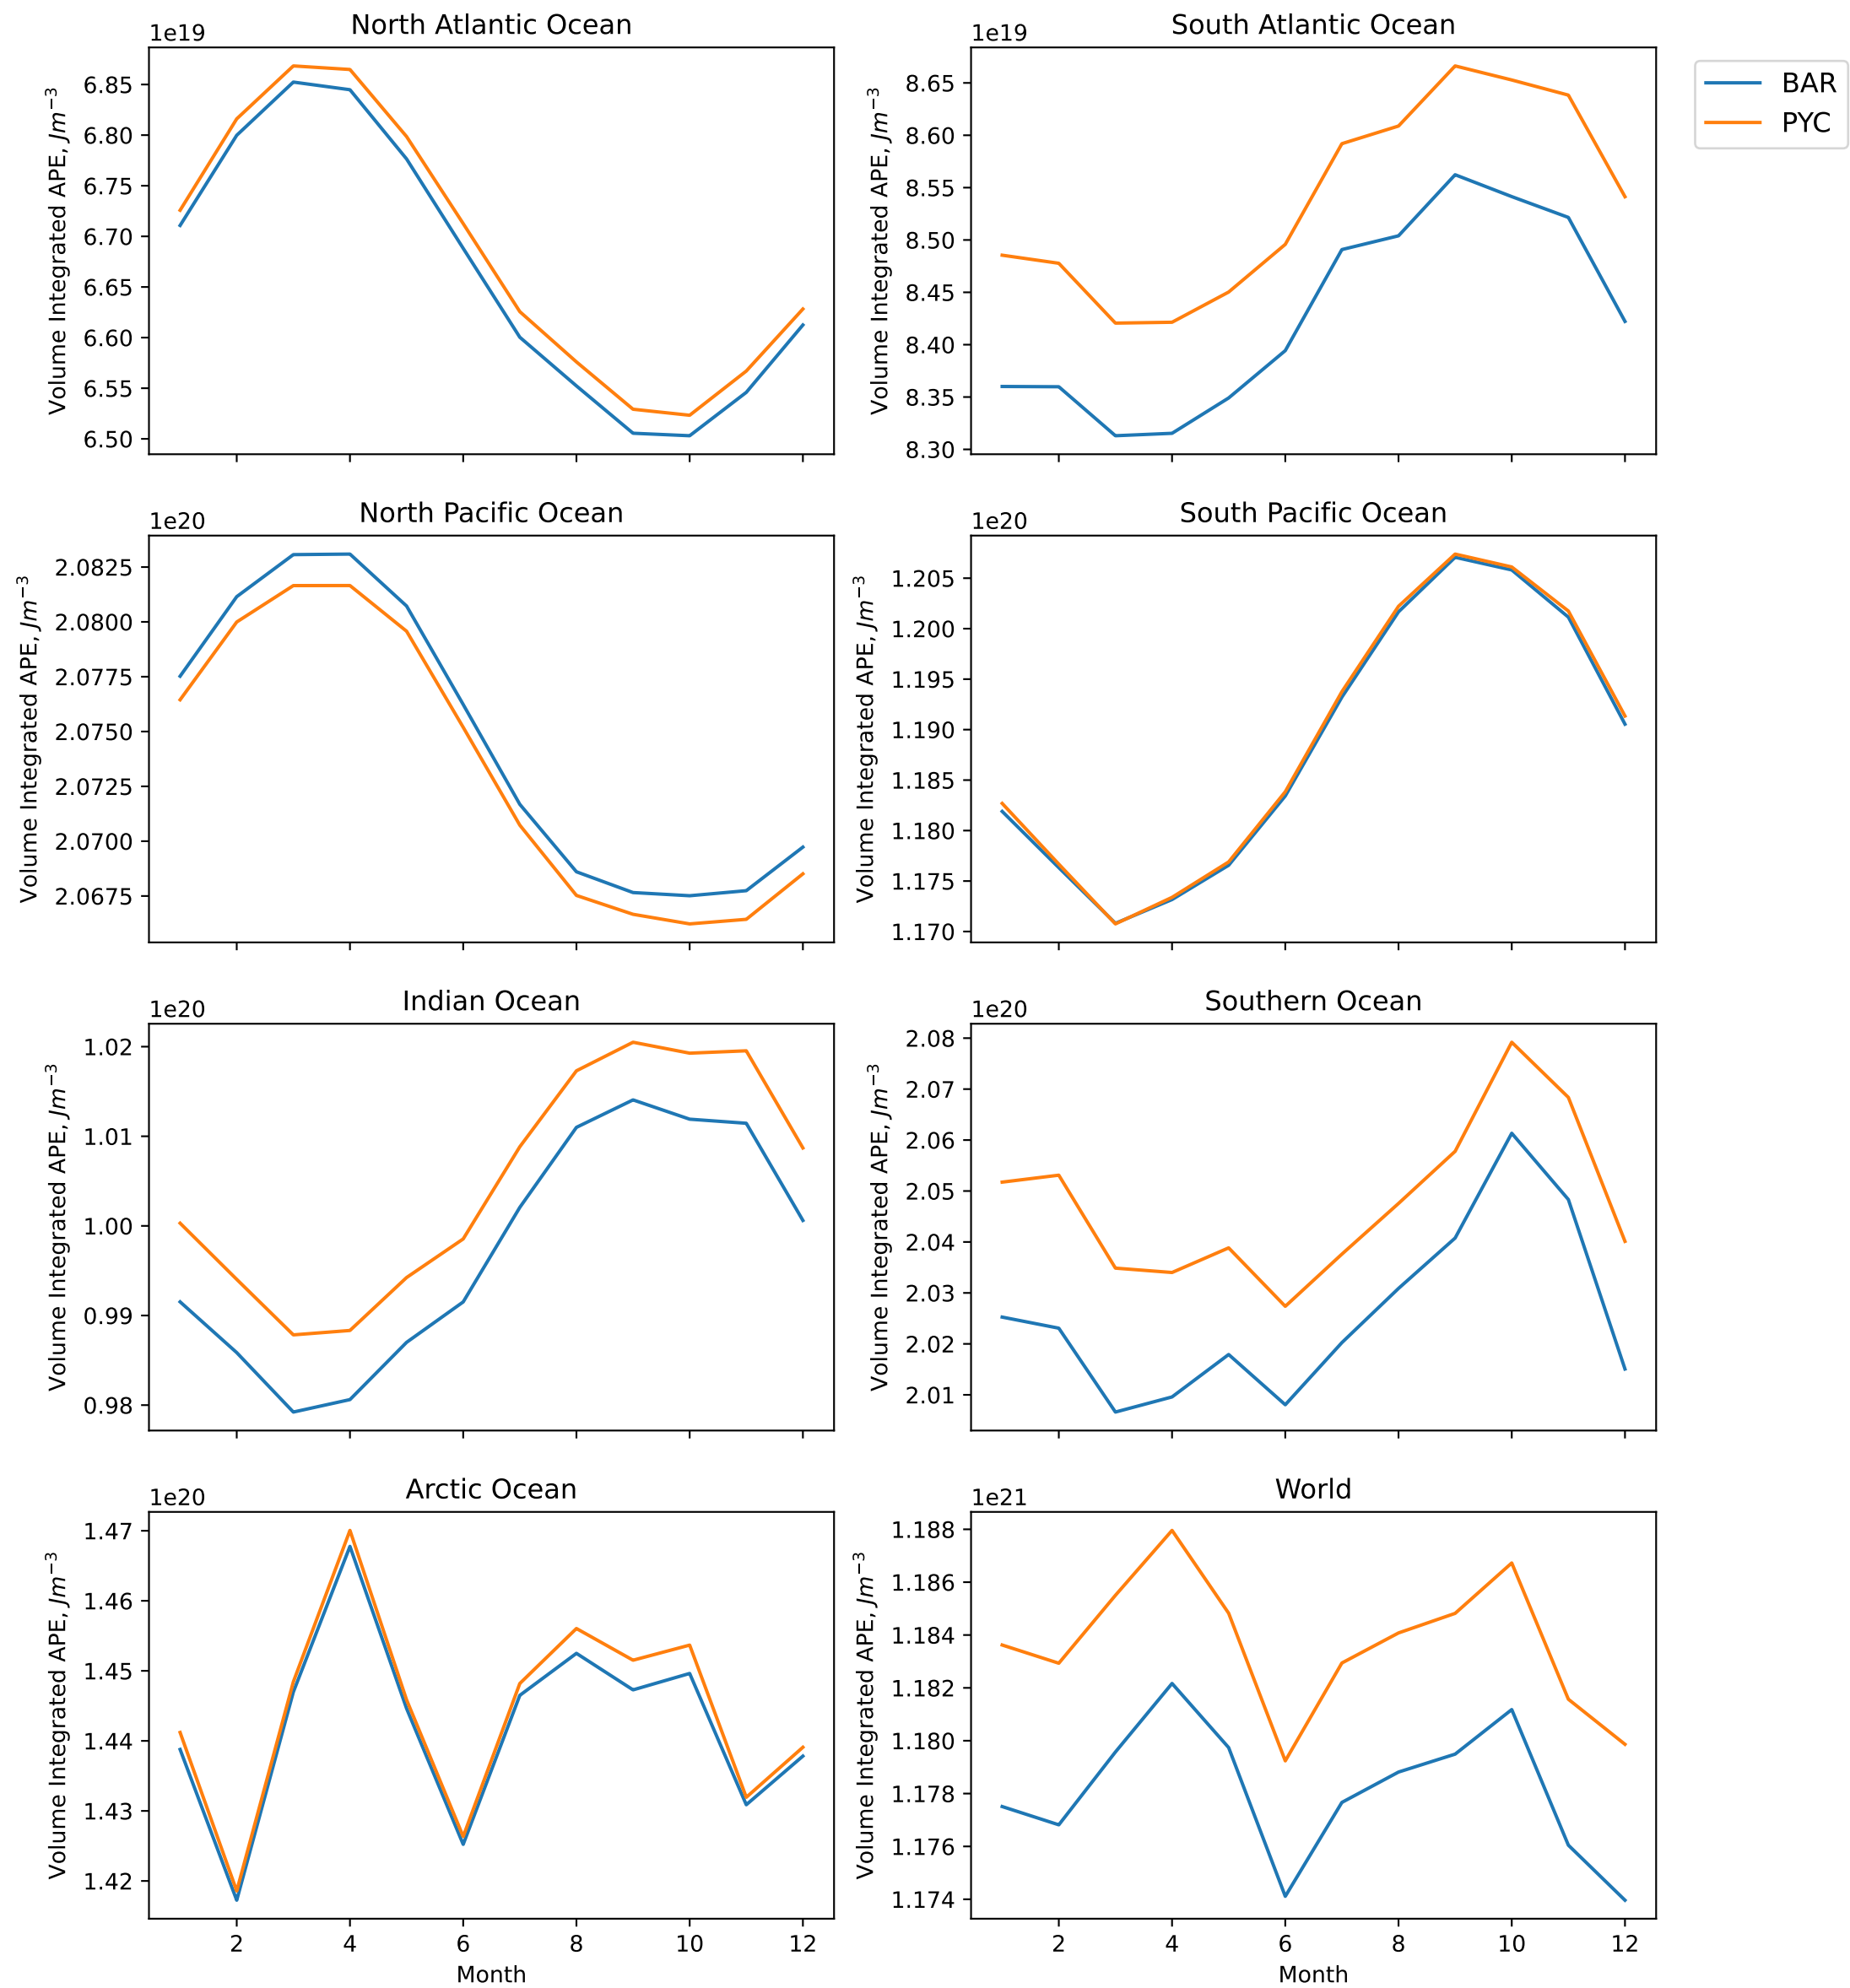 North Atlantic Ocean
1e19
Volume Integrated APE, Jm⁻³
6.85
6.80
6.75
6.70
6.65
6.60
6.55
6.50
South Atlantic Ocean
1e19
Volume Integrated APE, Jm⁻³
8.65
8.60
8.55
8.50
8.45
8.40
8.35
8.30
BAR
PYC
North Pacific Ocean
1e20
Volume Integrated APE, Jm⁻³
2.0825
2.0800
2.0775
2.0750
2.0725
2.0700
2.0675
South Pacific Ocean
1e20
Volume Integrated APE, Jm⁻³
1.205
1.200
1.195
1.190
1.185
1.180
1.175
1.170
Indian Ocean
1e20
Volume Integrated APE, Jm⁻³
1.02
1.01
1.00
0.99
0.98
Southern Ocean
1e20
Volume Integrated APE, Jm⁻³
2.08
2.07
2.06
2.05
2.04
2.03
2.02
2.01
Arctic Ocean
1e20
Volume Integrated APE, Jm⁻³
1.47
1.46
1.45
1.44
1.43
1.42
2 4 6 8 10 12
Month
World
1e21
Volume Integrated APE, Jm⁻³
1.188
1.186
1.184
1.182
1.180
1.178
1.176
1.174
2 4 6 8 10 12
Month